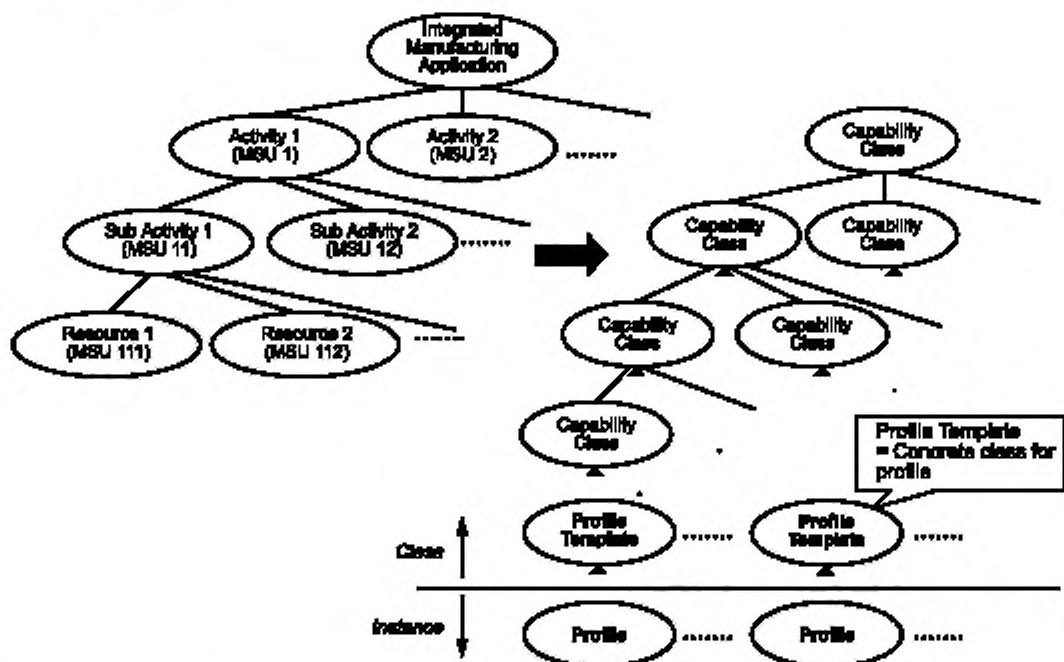 Integrated
Manufacturing
Application
Activity 1
(MSU 1)
Activity 2
(MSU 2)
Capability
Class
Sub Activity 1
(MSU 11)
Sub Activity 2
(MSU 12)
Capability
Class
Capability
Class
Resource 1
(MSU 111)
Resource 2
(MSU 112)
Capability
Class
Capability
Class
Capability
Class
Profile Template
= Concrete class for
profile
Profile
Template
Profile
Template
Class
Instance
Profile
Profile